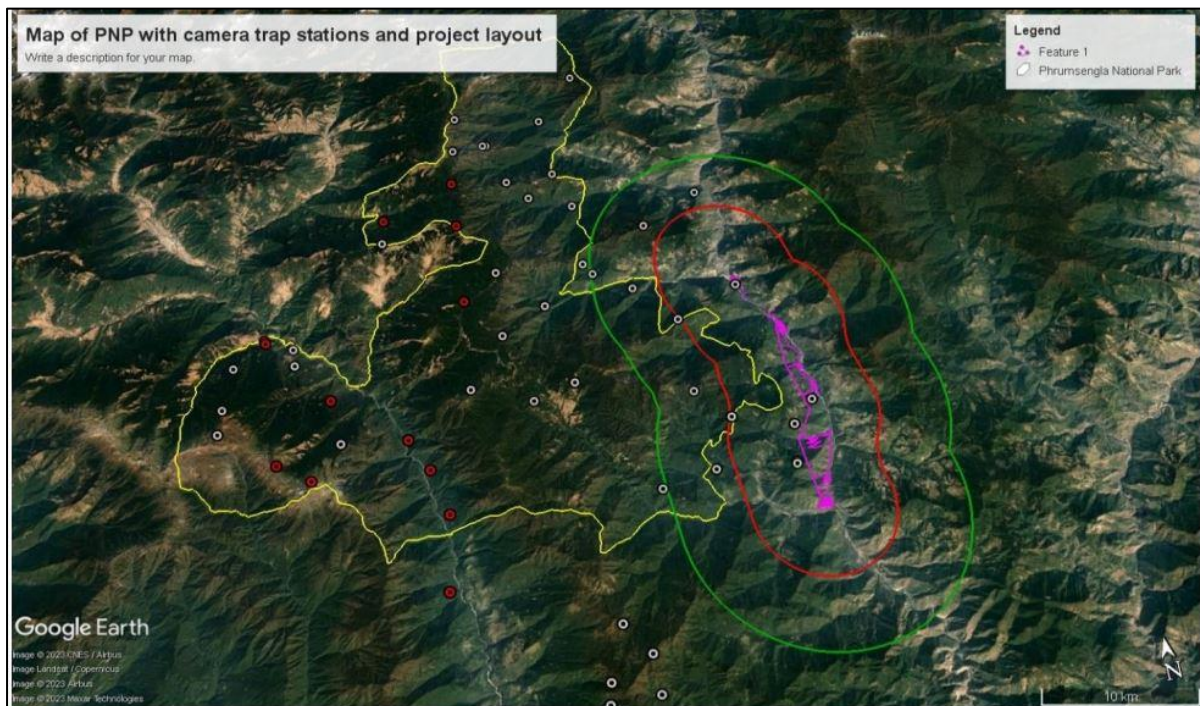 Map of PNP with camera trap stations and project layout
Write a description for your map.
Legend
Feature 1
Phrumsengla National Park
Google Earth
Image © 2023 CNES / Airbus
Image Landsat / Copernicus
Image © 2023 Airbus
Image © 2023 Maxar Technologies
N
10 km